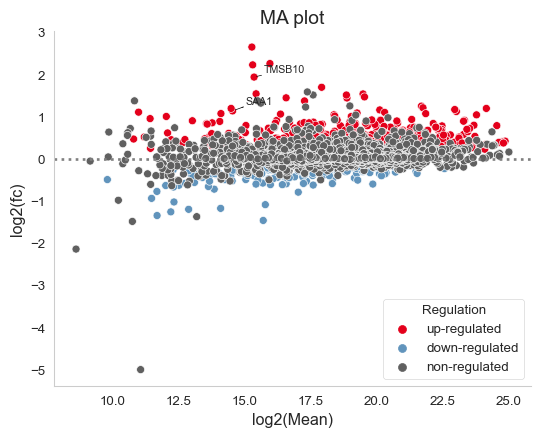 MA plot
3
2
1
0
−1
−2
−3
−4
−5
log2(fc)
TMSB10
SAA1
Regulation
up-regulated
down-regulated
non-regulated
10.0 12.5 15.0 17.5 20.0 22.5 25.0
log2(Mean)